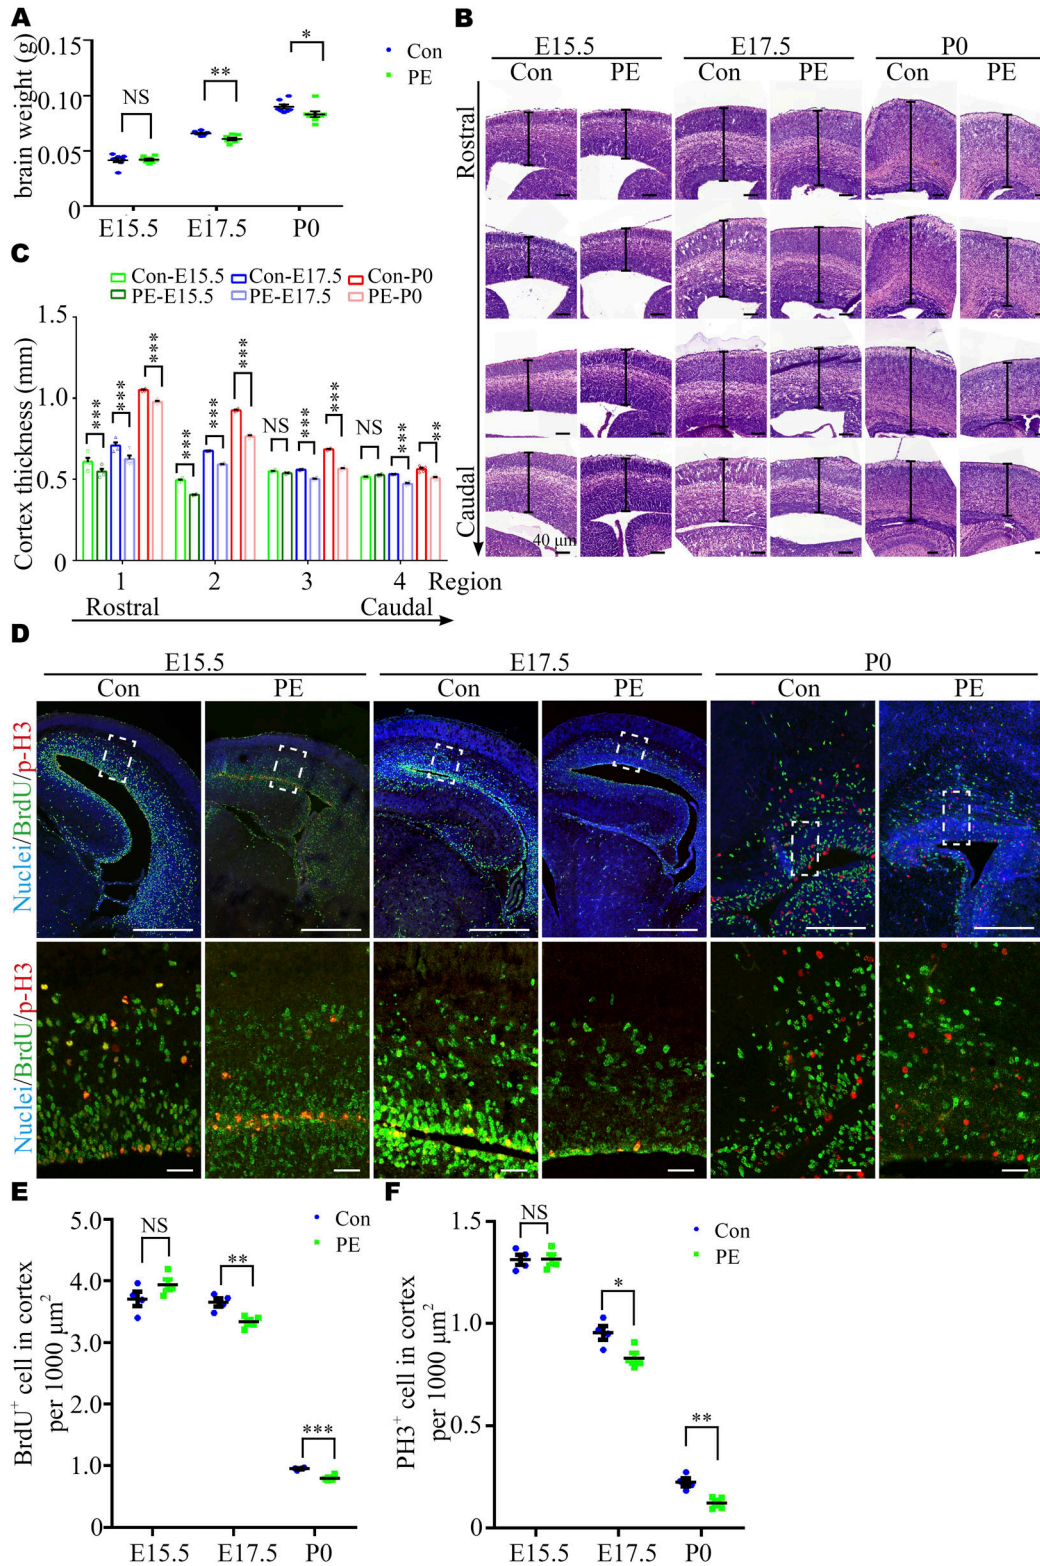 A
brain weight (g)
0.15
0.10
0.05
0
NS
**
*
Con
PE
E15.5
E17.5
P0
B
E15.5
E17.5
P0
Con
PE
Con
PE
Con
PE
Rostral
Caudal
40 μm
C
Con-E15.5
Con-E17.5
Con-P0
PE-E15.5
PE-E17.5
PE-P0
Cortex thickness (mm)
1.5
1.0
0.5
0
***
***
***
***
***
***
NS
***
***
NS
***
**
1
2
3
4
Region
Rostral
Caudal
D
E15.5
E17.5
P0
Con
PE
Con
PE
Con
PE
Nuclei/BrdU/p-H3
Nuclei/BrdU/p-H3
E
BrdU⁺ cell in cortex
per 1000 μm²
5.0
4.0
3.0
2.0
1.0
0
NS
**
***
Con
PE
E15.5
E17.5
P0
F
PH3⁺ cell in cortex
per 1000 μm²
1.5
1.0
0.5
0
NS
*
**
Con
PE
E15.5
E17.5
P0